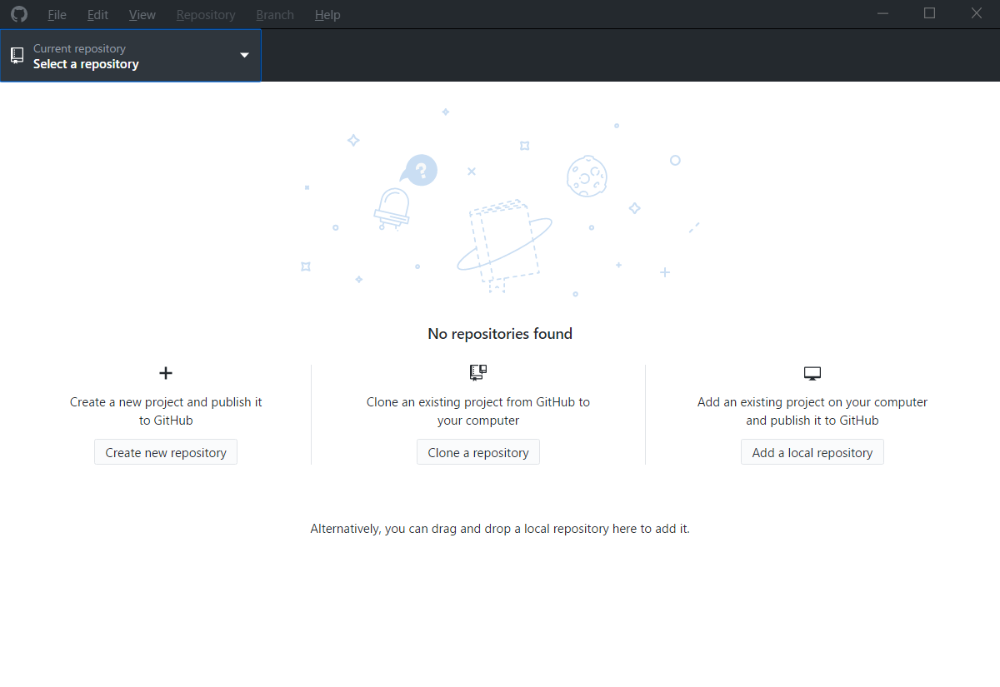 File Edit View Repository Branch Help
Current repository
Select a repository
?
No repositories found
Create a new project and publish it
to GitHub
Create new repository
Clone an existing project from GitHub to
your computer
Clone a repository
Add an existing project on your computer
and publish it to GitHub
Add a local repository
Alternatively, you can drag and drop a local repository here to add it.